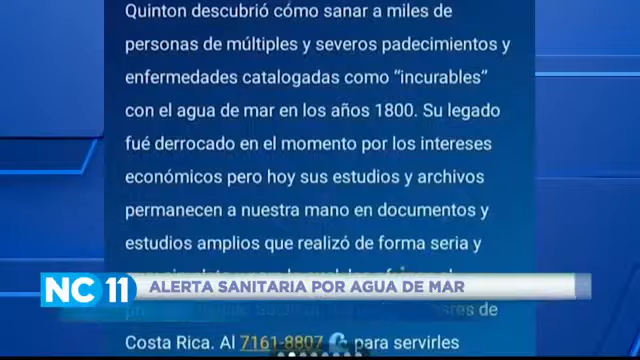 Quinton descubrió cómo sanar a miles de
personas de múltiples y severos padecimientos y
enfermedades catalogadas como “incurables”
con el agua de mar en los años 1800. Su legado
fué derrocado en el momento por los intereses
económicos pero hoy sus estudios y archivos
permanecen a nuestra mano en documentos y
estudios amplios que realizó de forma seria y
NC 11
ALERTA SANITARIA POR AGUA DE MAR
de
Costa Rica. Al 7161-8807 para servirles